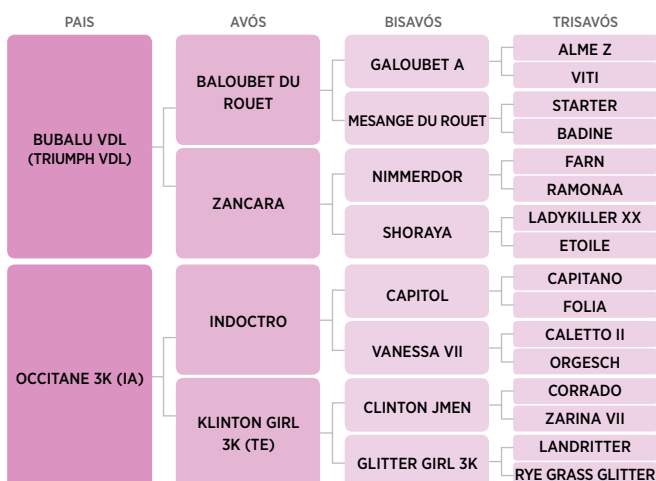 PAIS
AVÓS
BISAVÓS
TRISAVÓS
BUBALU VDL
(TRIUMPH VDL)
BALOUBET DU
ROUET
GALOUBET A
ALME Z
VITI
MESANGE DU ROUET
STARTER
BADINE
ZANCARA
NIMMERDOR
FARN
RAMONAA
SHORAYA
LADYKILLER XX
ETOILE
OCCITANE 3K (IA)
INDOCTRO
CAPITOL
CAPITANO
FOLIA
VANESSA VII
CALETTO II
ORGESCH
KLINTON GIRL
3K (TE)
CLINTON JMEN
CORRADO
ZARINA VII
GLITTER GIRL 3K
LANDRITTER
RYE GRASS GLITTER